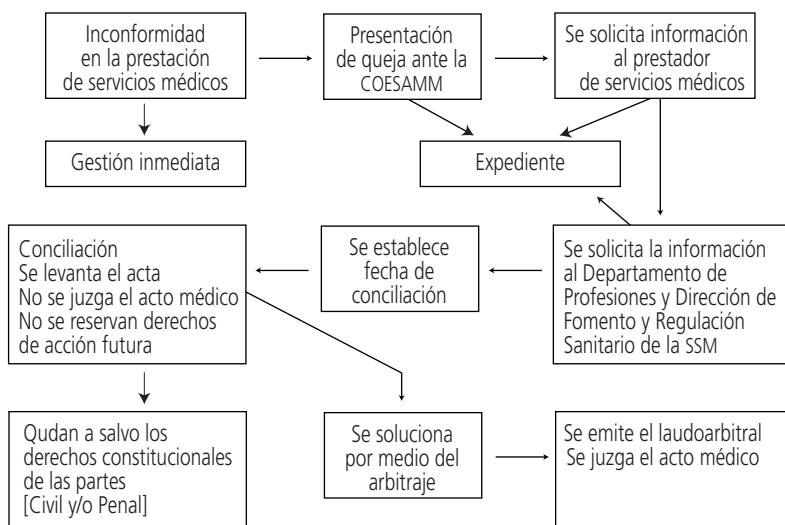 Inconformidad
en la prestación
de servicios médicos
Presentación
de queja ante la
COESAMM
Se solicita información
al prestador
de servicios médicos
Gestión inmediata
Expediente
Conciliación
Se levanta el acta
No se juzga el acto médico
No se reservan derechos
de acción futura
Se establece
fecha de
conciliación
Se solicita la información
al Departamento de
Profesiones y Dirección de
Fomento y Regulación
Sanitario de la SSM
Qudan a salvo los
derechos constitucionales
de las partes
[Civil y/o Penal]
Se soluciona
por medio del
arbitraje
Se emite el laudoarbitral
Se juzga el acto médico